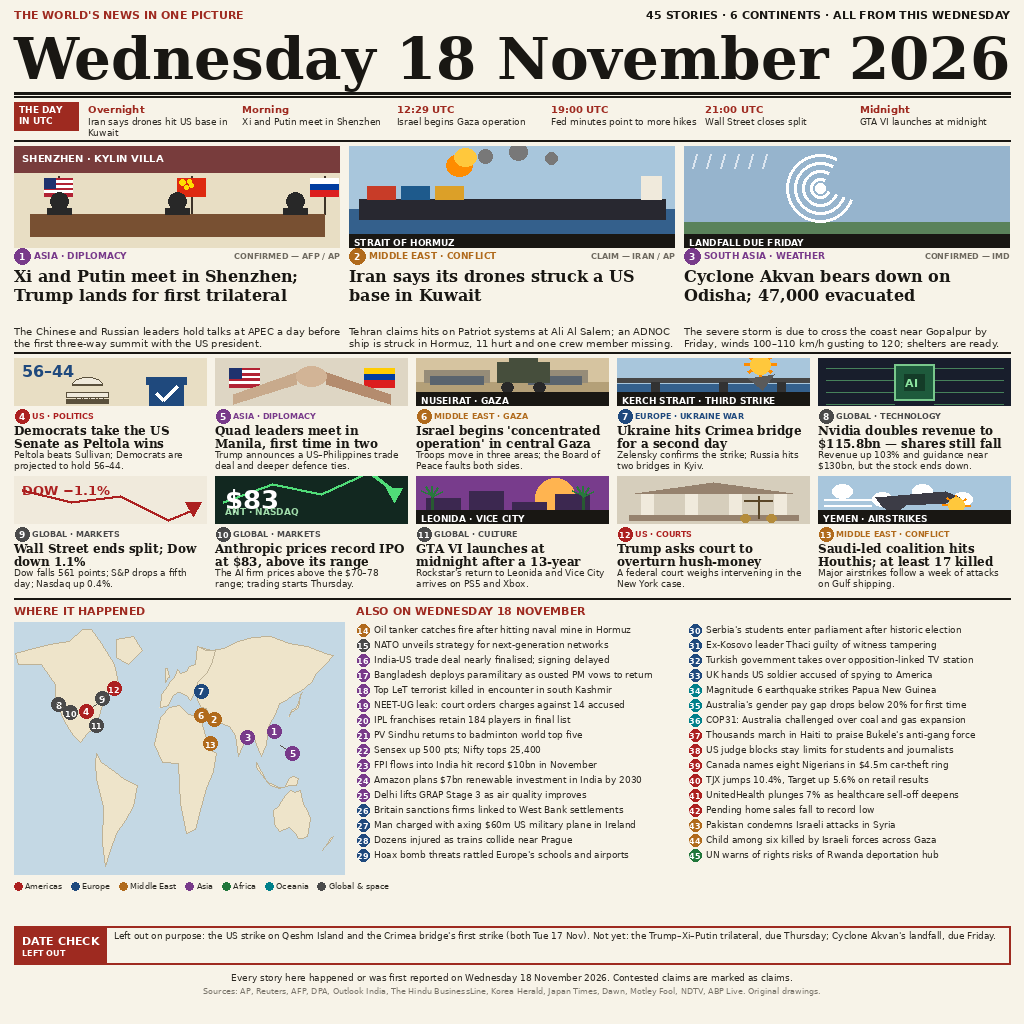 THE WORLD'S NEWS IN ONE PICTURE
45 STORIES · 6 CONTINENTS · ALL FROM THIS WEDNESDAY
Wednesday 18 November 2026
THE DAY
IN UTC
Overnight
Iran says drones hit US base in
Kuwait
Morning
Xi and Putin meet in Shenzhen
12:29 UTC
Israel begins Gaza operation
19:00 UTC
Fed minutes point to more hikes
21:00 UTC
Wall Street closes split
Midnight
GTA VI launches at midnight
SHENZHEN · KYLIN VILLA
1 ASIA · DIPLOMACY
CONFIRMED — AFP / AP
Xi and Putin meet in Shenzhen;
Trump lands for first trilateral
The Chinese and Russian leaders hold talks at APEC a day before
the first three-way summit with the US president.
STRAIT OF HORMUZ
2 MIDDLE EAST · CONFLICT
CLAIM — IRAN / AP
Iran says its drones struck a US
base in Kuwait
Tehran claims hits on Patriot systems at Ali Al Salem; an ADNOC
ship is struck in Hormuz, 11 hurt and one crew member missing.
LANDFALL DUE FRIDAY
3 SOUTH ASIA · WEATHER
CONFIRMED — IMD
Cyclone Akvan bears down on
Odisha; 47,000 evacuated
The severe storm is due to cross the coast near Gopalpur by
Friday, winds 100–110 km/h gusting to 120; shelters are ready.
56–44
4 US · POLITICS
Democrats take the US
Senate as Peltola wins
Peltola beats Sullivan; Democrats are
projected to hold 56–44.
5 ASIA · DIPLOMACY
Quad leaders meet in
Manila, first time in two
Trump announces a US–Philippines trade
deal and deeper defence ties.
NUSEIRAT · GAZA
6 MIDDLE EAST · GAZA
Israel begins 'concentrated
operation' in central Gaza
Troops move in three areas; the Board of
Peace faults both sides.
KERCH STRAIT · THIRD STRIKE
7 EUROPE · UKRAINE WAR
Ukraine hits Crimea bridge
for a second day
Zelensky confirms the strike; Russia hits
two bridges in Kyiv.
AI
8 GLOBAL · TECHNOLOGY
Nvidia doubles revenue to
$115.8bn — shares still fall
Revenue up 103% and guidance near
$130bn, but the stock ends down.
DOW −1.1%
9 GLOBAL · MARKETS
Wall Street ends split; Dow
down 1.1%
Dow falls 561 points; S&P drops a fifth
day; Nasdaq up 0.4%.
$83
ANT · NASDAQ
10 GLOBAL · MARKETS
Anthropic prices record IPO
at $83, above its range
The AI firm prices above the $70–78
range; trading starts Thursday.
LEONIDA · VICE CITY
11 GLOBAL · CULTURE
GTA VI launches at
midnight after a 13-year
Rockstar's return to Leonida and Vice City
arrives on PS5 and Xbox.
12 US · COURTS
Trump asks court to
overturn hush-money
A federal court weighs intervening in the
New York case.
YEMEN · AIRSTRIKES
13 MIDDLE EAST · CONFLICT
Saudi-led coalition hits
Houthis; at least 17 killed
Major airstrikes follow a week of attacks
on Gulf shipping.
WHERE IT HAPPENED
8
10
4
9
12
11
7
6
2
13
3
1
5
Americas
Europe
Middle East
Asia
Africa
Oceania
Global & space
ALSO ON WEDNESDAY 18 NOVEMBER
14 Oil tanker catches fire after hitting naval mine in Hormuz
15 NATO unveils strategy for next-generation networks
16 India-US trade deal nearly finalised; signing delayed
17 Bangladesh deploys paramilitary as ousted PM vows to return
18 Top LeT terrorist killed in encounter in south Kashmir
19 NEET-UG leak: court orders charges against 14 accused
20 IPL franchises retain 184 players in final list
21 PV Sindhu returns to badminton world top five
22 Sensex up 500 pts; Nifty tops 25,400
23 FPI flows into India hit record $10bn in November
24 Amazon plans $7bn renewable investment in India by 2030
25 Delhi lifts GRAP Stage 3 as air quality improves
26 Britain sanctions firms linked to West Bank settlements
27 Man charged with axing $60m US military plane in Ireland
28 Dozens injured as trains collide near Prague
29 Hoax bomb threats rattled Europe's schools and airports
30 Serbia's students enter parliament after historic election
31 Ex-Kosovo leader Thaci guilty of witness tampering
32 Turkish government takes over opposition-linked TV station
33 UK hands US soldier accused of spying to America
34 Magnitude 6 earthquake strikes Papua New Guinea
35 Australia's gender pay gap drops below 20% for first time
36 COP31: Australia challenged over coal and gas expansion
37 Thousands march in Haiti to praise Bukele's anti-gang force
38 US judge blocks stay limits for students and journalists
39 Canada names eight Nigerians in $4.5m car-theft ring
40 TJX jumps 10.4%, Target up 5.6% on retail results
41 UnitedHealth plunges 7% as healthcare sell-off deepens
42 Pending home sales fall to record low
43 Pakistan condemns Israeli attacks in Syria
44 Child among six killed by Israeli forces across Gaza
45 UN warns of rights risks of Rwanda deportation hub
DATE CHECK
LEFT OUT
Left out on purpose: the US strike on Qeshm Island and the Crimea bridge's first strike (both Tue 17 Nov). Not yet: the Trump–Xi–Putin trilateral, due Thursday; Cyclone Akvan's landfall, due Friday.
Every story here happened or was first reported on Wednesday 18 November 2026. Contested claims are marked as claims.
Sources: AP, Reuters, AFP, DPA, Outlook India, The Hindu BusinessLine, Korea Herald, Japan Times, Dawn, Motley Fool, NDTV, ABP Live. Original drawings.